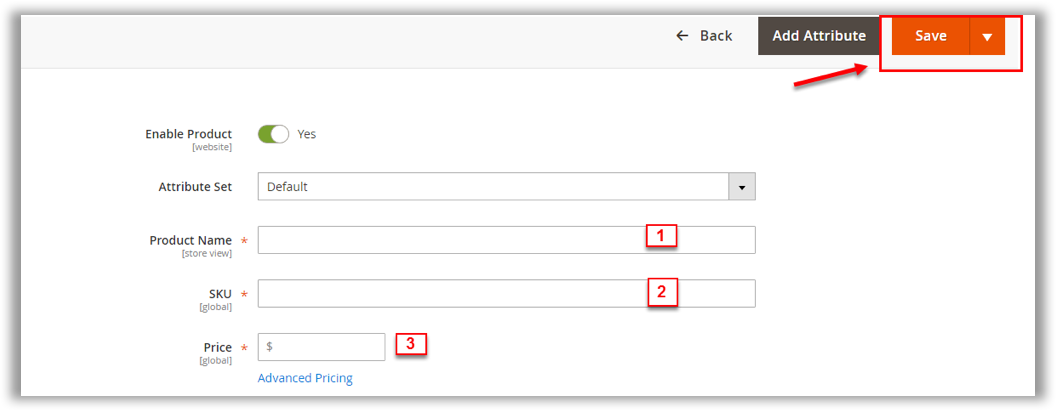 ← Back Add Attribute Save
Enable Product Yes
[website]
Attribute Set Default
Product Name * 1
[store view]
SKU * 2
[global]
Price * $ 3
[global]
Advanced Pricing